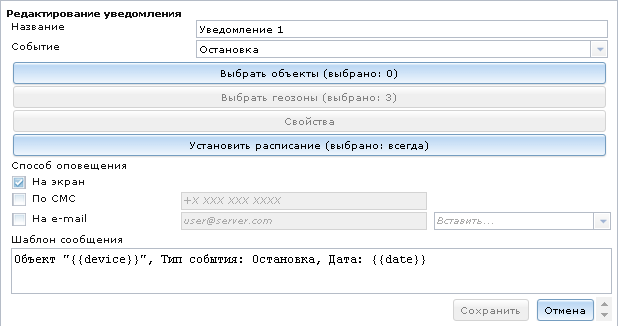 Редактирование уведомления
Название Уведомление 1
Событие Остановка
Выбрать объекты (выбрано: 0)
Выбрать геозоны (выбрано: 3)
Свойства
Установить расписание (выбрано: всегда)
Способ оповещения
На экран
По СМС +X XXX XXX XXXX
На e-mail user@server.com Вставить...
Шаблон сообщения
Объект "{{device}}", Тип события: Остановка, Дата: {{date}}
Сохранить Отмена